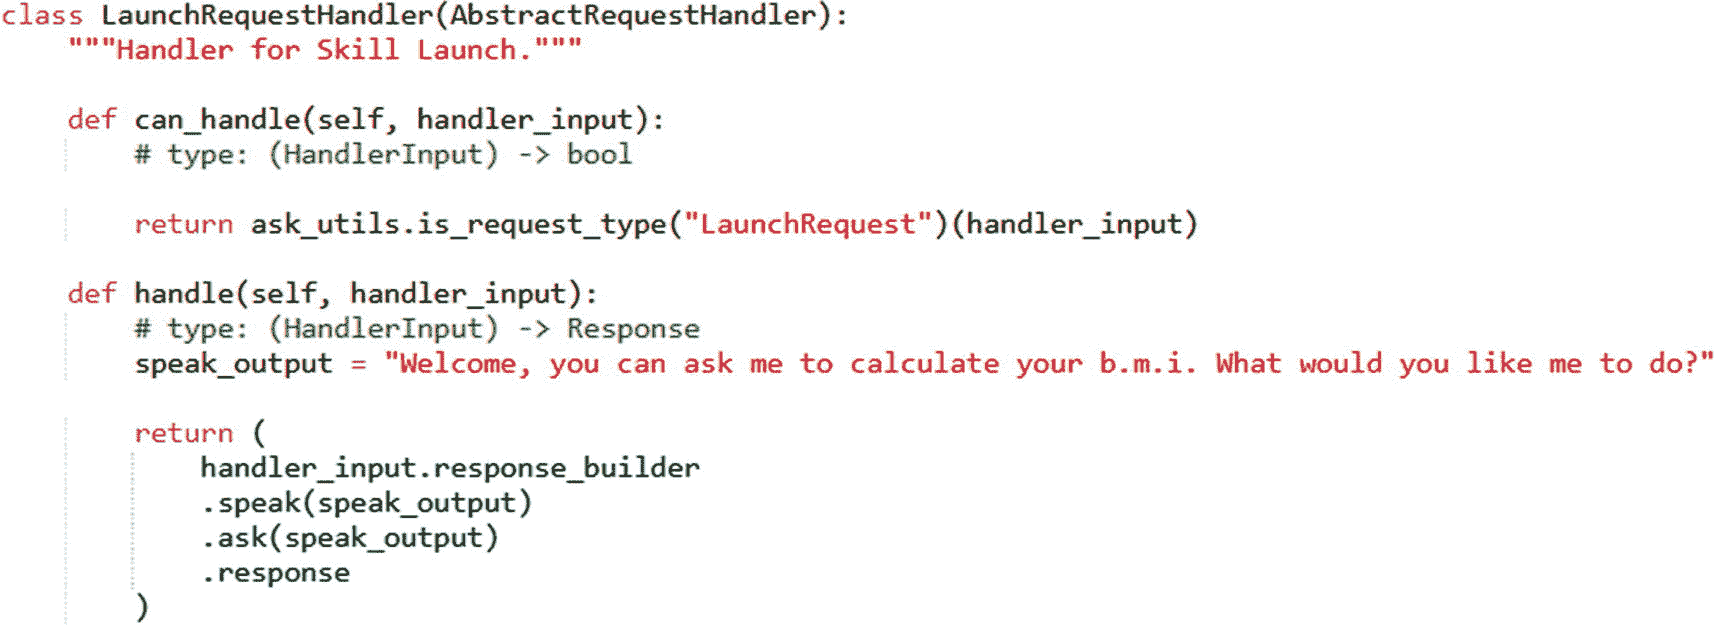 class LaunchRequestHandler(AbstractRequestHandler):
    """Handler for Skill Launch."""
    def can_handle(self, handler_input):
        # type: (HandlerInput) -> bool
        return ask_utils.is_request_type("LaunchRequest")(handler_input)
    def handle(self, handler_input):
        # type: (HandlerInput) -> Response
        speak_output = "Welcome, you can ask me to calculate your b.m.i. What would you like me to do?"
        return (
            handler_input.response_builder
            .speak(speak_output)
            .ask(speak_output)
            .response
        )